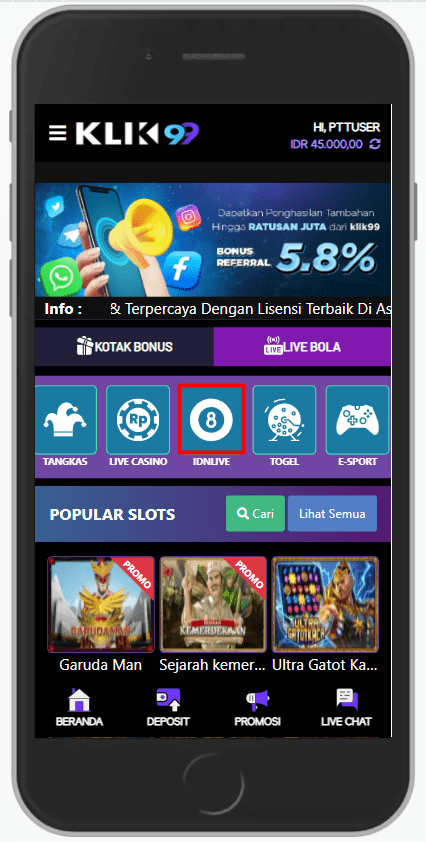 KLIK99
HI, PTTUSER
IDR 45.000,00
Dapatkan Penghasilan Tambahan
Hingga RATUSAN JUTA dari klik99
BONUS
REFERRAL
5.8%
Info :
& Terpercaya Dengan Lisensi Terbaik Di As
KOTAK BONUS
LIVE
LIVE BOLA
Rp
8
TANGKAS
LIVE CASINO
IDNLIVE
TOGEL
E-SPORT
POPULAR SLOTS
Cari
Lihat Semua
PROMO
GARUDAMAN
PROMO
SEJARAH
KEMERDEKAAN
ULTRA
GATOTKACA
Garuda Man
Sejarah kemer...
Ultra Gatot Ka...
BERANDA
DEPOSIT
PROMOSI
LIVE CHAT